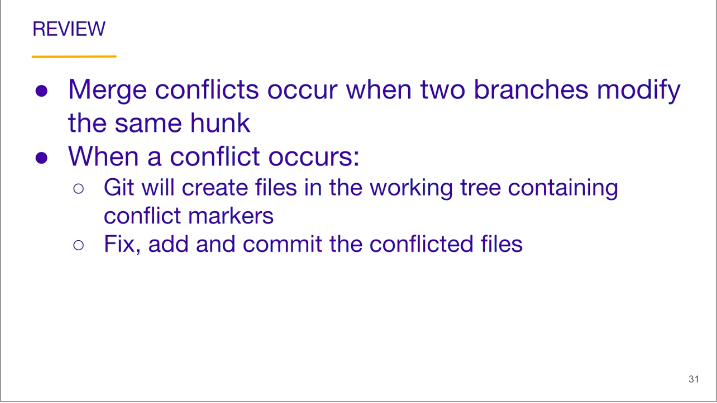 REVIEW
● Merge conflicts occur when two branches modify
the same hunk
● When a conflict occurs:
○ Git will create files in the working tree containing
conflict markers
○ Fix, add and commit the conflicted files
31